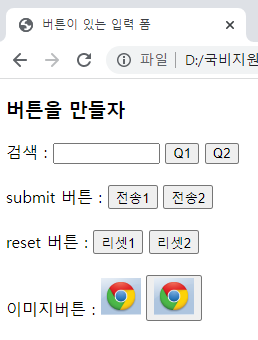 버튼이 있는 입력 폼
파일 | D:/국비지원
버튼을 만들자
검색 : Q1 Q2
submit 버튼 : 전송1 전송2
reset 버튼 : 리셋1 리셋2
이미지버튼 :